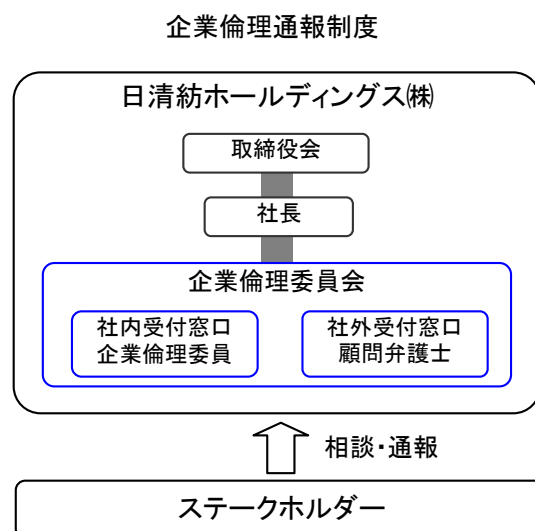 企業倫理通報制度
日清紡ホールディングス㈱
取締役会
社長
企業倫理委員会
社内受付窓口
企業倫理委員
社外受付窓口
顧問弁護士
相談・通報
ステークホルダー